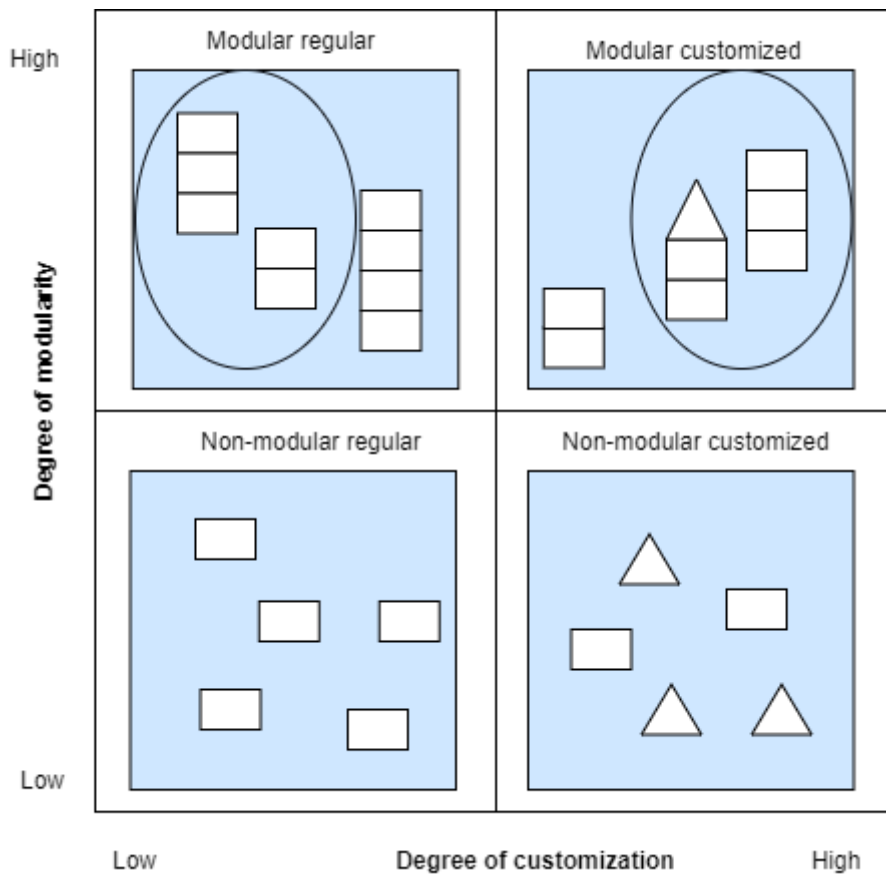 Modular regular
Modular customized
High
Degree of modularity
Non-modular regular
Non-modular customized
Low
Low
Degree of customization
High